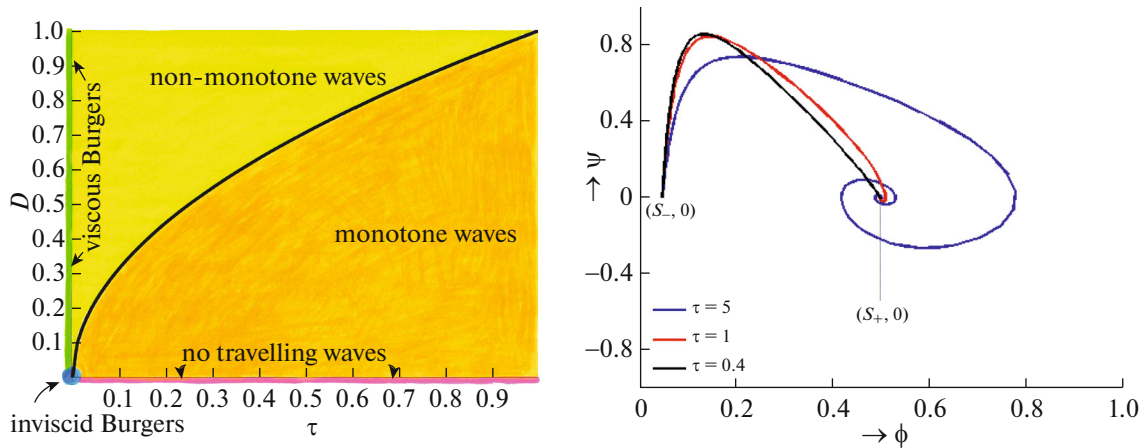 1.0
0.9
0.8
0.7
0.6
0.5
0.4
0.3
0.2
0.1
D
viscous Burgers
non-monotone waves
monotone waves
no travelling waves
0.1 0.2 0.3 0.4 0.5 0.6 0.7 0.8 0.9
inviscid Burgers
τ
0.8
0.4
0
−0.4
−0.8
→ ψ
(S−, 0)
(S+, 0)
τ = 5
τ = 1
τ = 0.4
0 0.2 0.4 0.6 0.8 1.0
→ ϕ